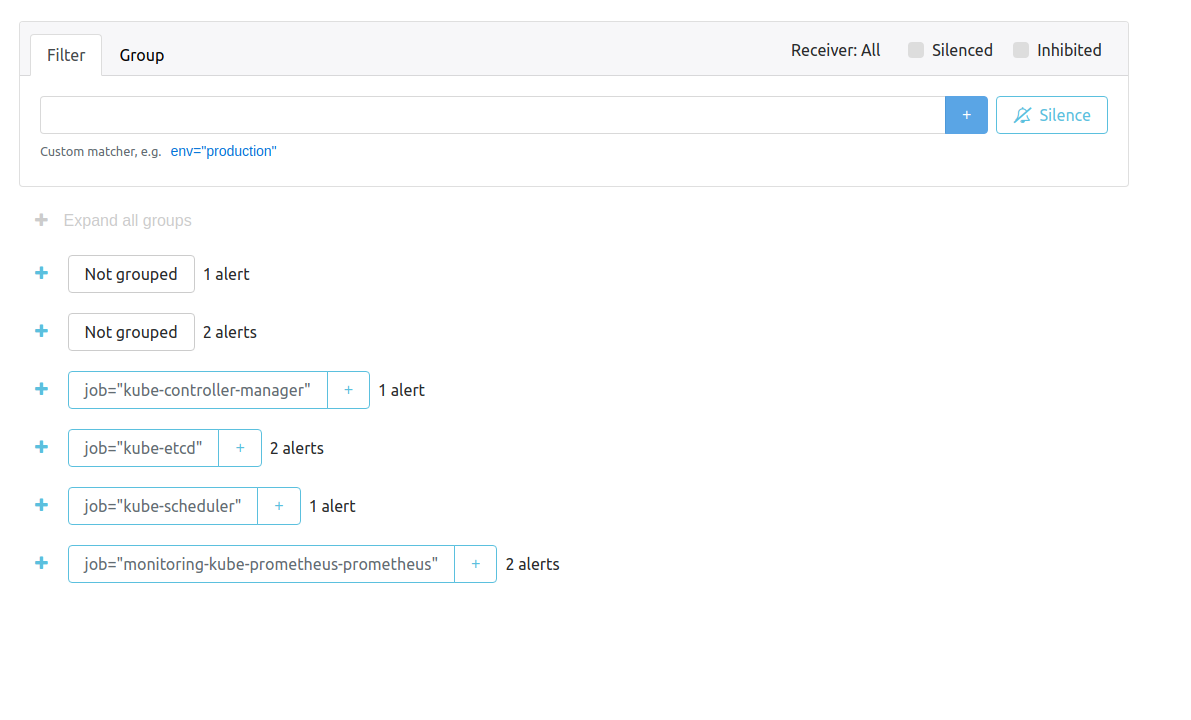 Filter Group Receiver: All Silenced Inhibited
+ Silence
Custom matcher, e.g. env="production"
+ Expand all groups
+ Not grouped 1 alert
+ Not grouped 2 alerts
+ job="kube-controller-manager" + 1 alert
+ job="kube-etcd" + 2 alerts
+ job="kube-scheduler" + 1 alert
+ job="monitoring-kube-prometheus-prometheus" + 2 alerts